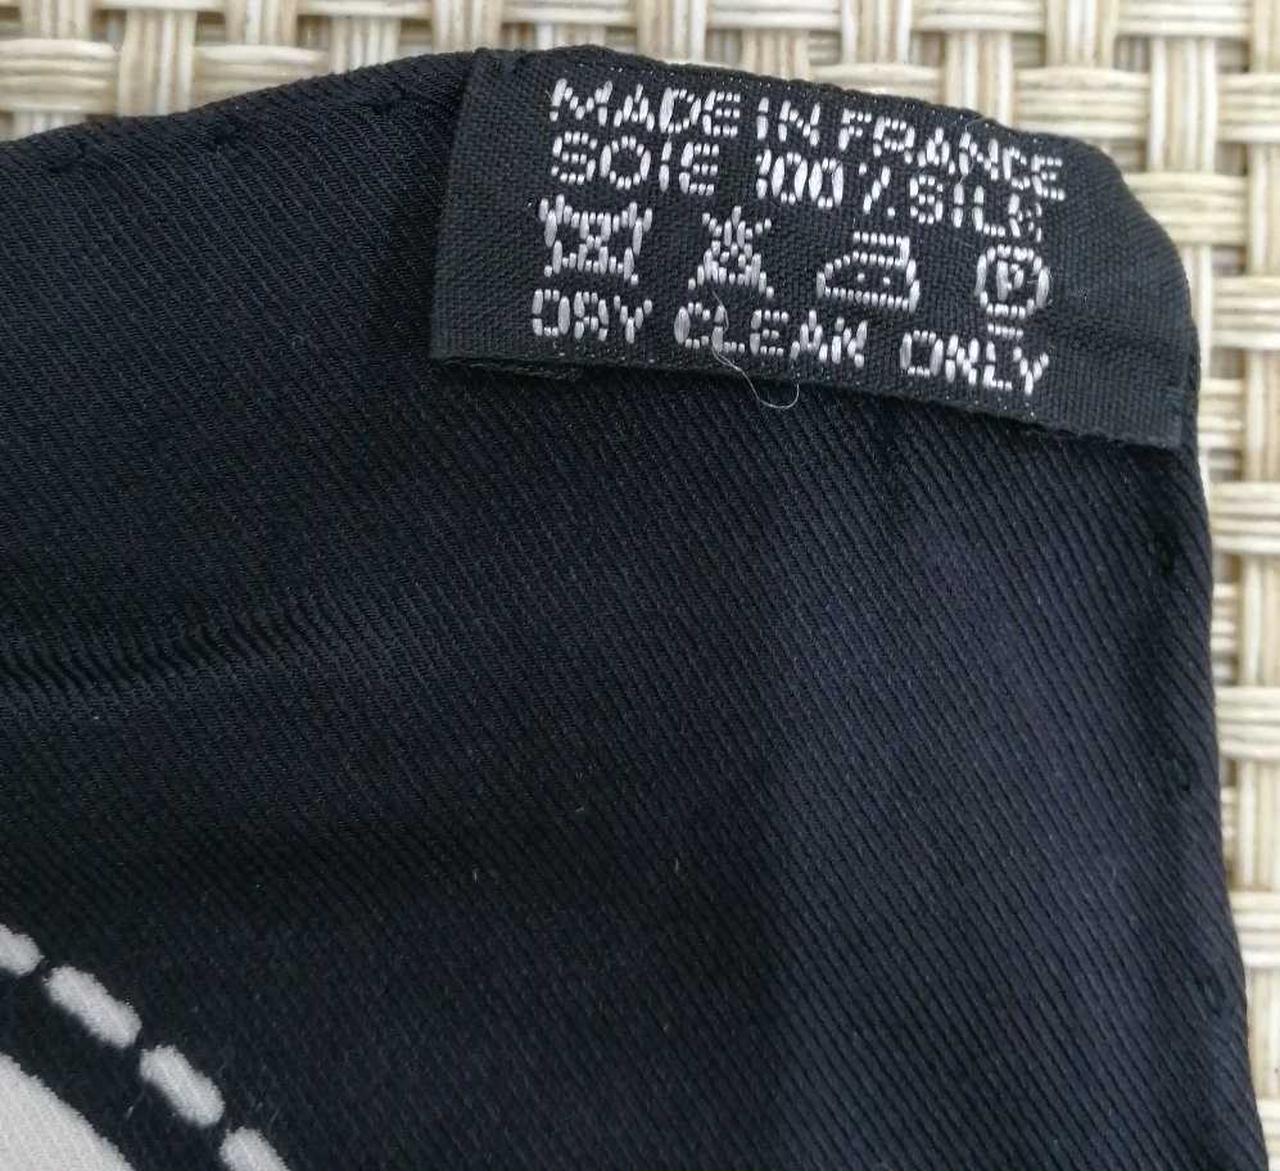 MADE IN FRANCE
SOIE 100% SILK
P
DRY CLEAN ONLY